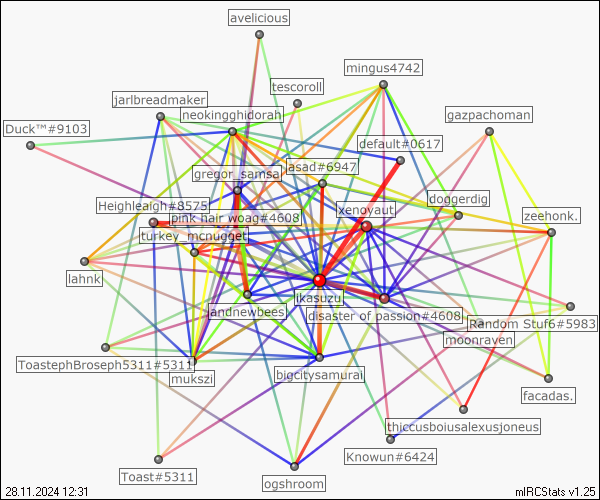 avelicious
mingus4742
tescoroll
jarlbreadmaker
neokingghidorah
gazpachoman
Duck™#9103
default#0617
asad#6947
gregor_samsa
doggerdig
Heighleaigh#8575
pink hair woag#4608
xenoyaut
zeehonk.
turkey_mcnugget
lahnk
ikasuzu
landnewbees
disaster of passion#4608
Random Stuf6#5983
moonraven
ToastephBroseph5311#5311
mukszi
bigcitysamurai
facadas.
thiccusboiusalexusjoneus
Knowun#6424
Toast#5311
ogshroom
28.11.2024 12:31
mIRCStats v1.25